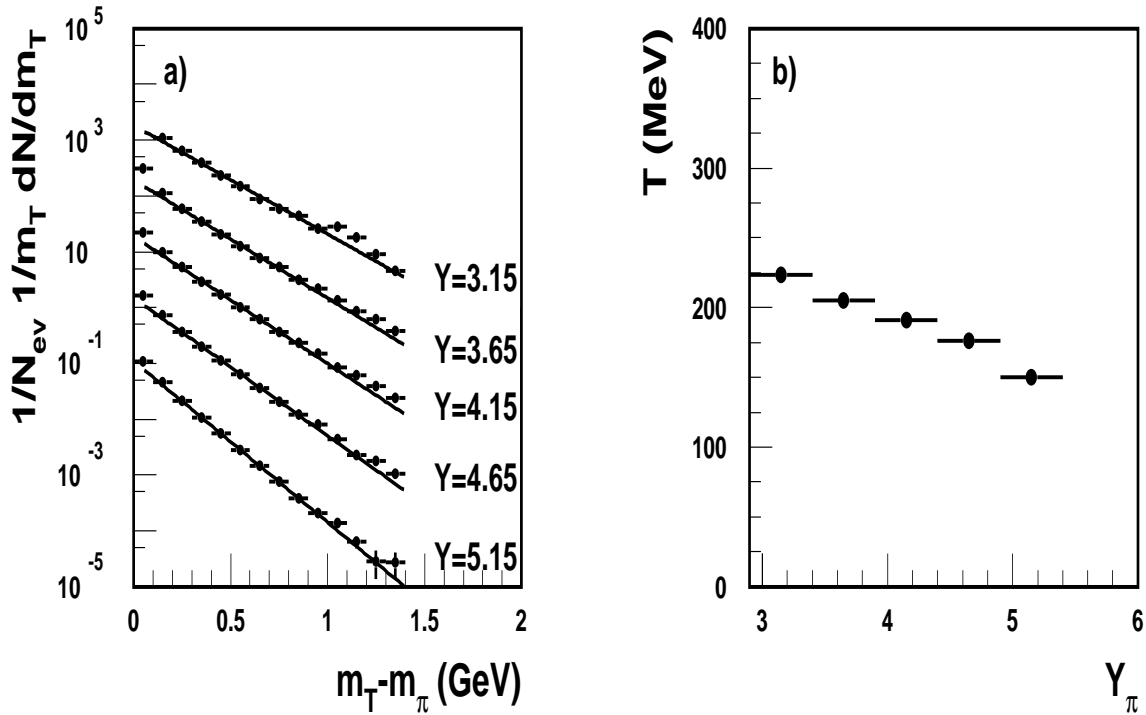 a)
1/N_ev 1/m_T dN/dm_T
10^5
10^3
10
10^-1
10^-3
10^-5
Y=3.15
Y=3.65
Y=4.15
Y=4.65
Y=5.15
0 0.5 1 1.5 2
m_T-m_π (GeV)
b)
T (MeV)
400
300
200
100
0
3 4 5 6
Y_π